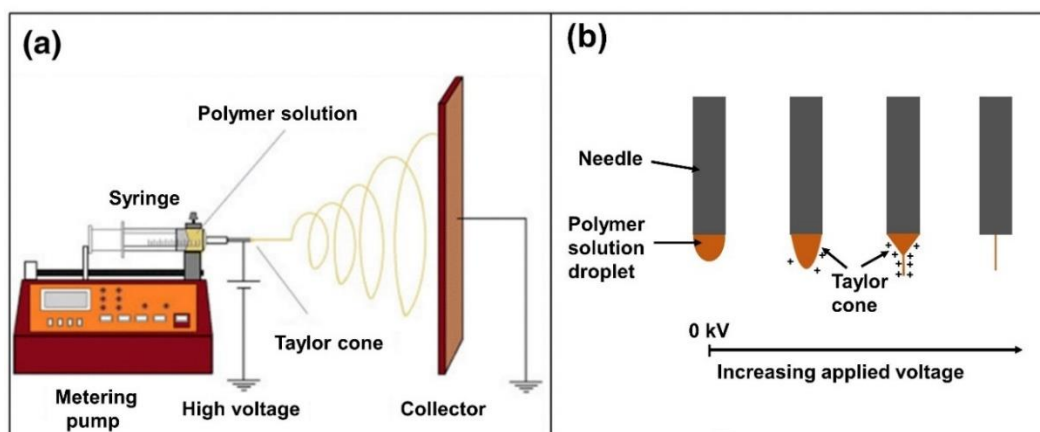 (a)
Polymer solution
Syringe
Taylor cone
Metering
pump
High voltage
Collector
(b)
Needle
Polymer
solution
droplet
Taylor
cone
0 kV
Increasing applied voltage